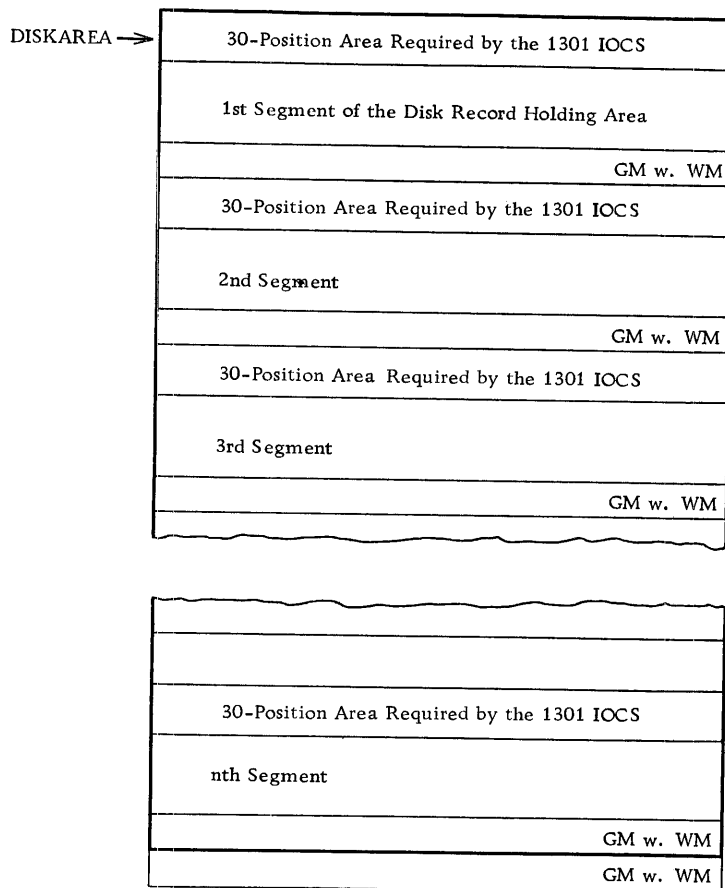 DISKAREA → 30-Position Area Required by the 1301 IOCS
1st Segment of the Disk Record Holding Area
GM w. WM
30-Position Area Required by the 1301 IOCS
2nd Segment
GM w. WM
30-Position Area Required by the 1301 IOCS
3rd Segment
GM w. WM
30-Position Area Required by the 1301 IOCS
nth Segment
GM w. WM
GM w. WM